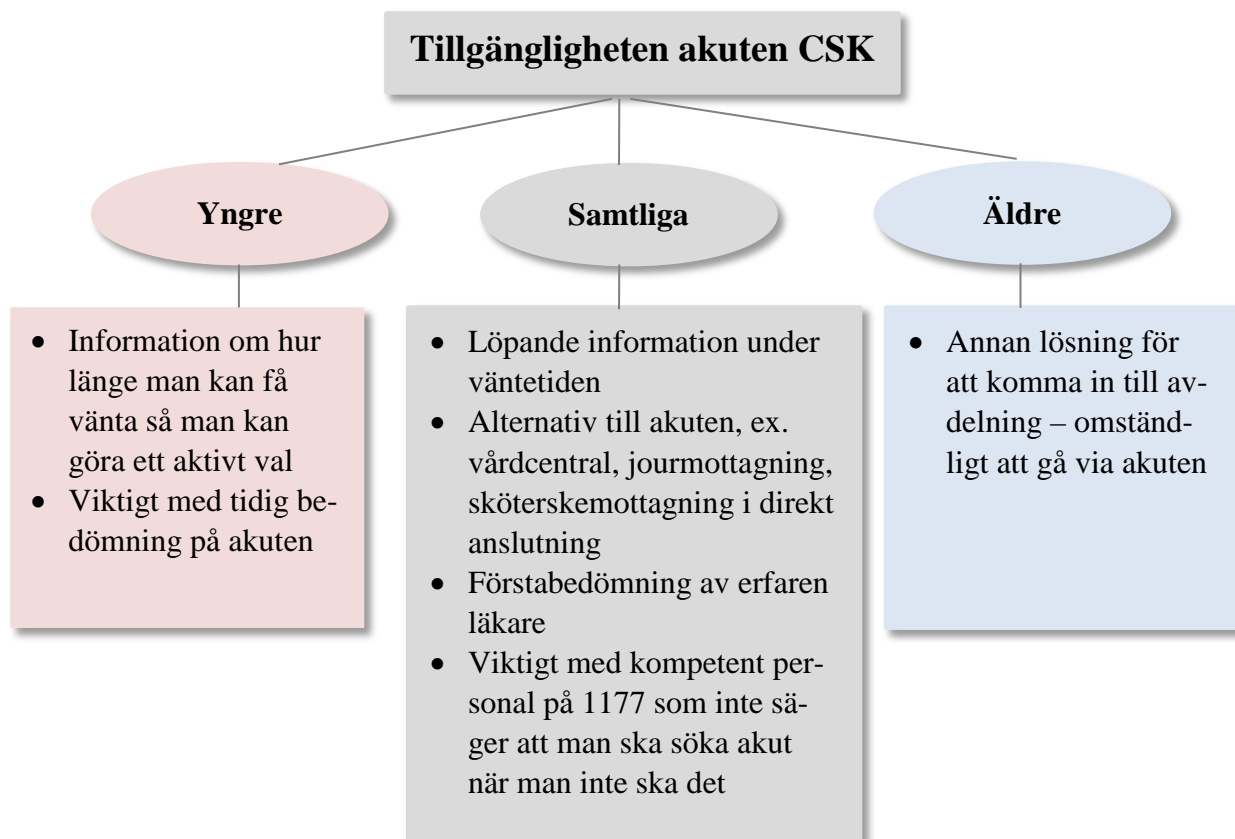 Tillgängligheten akuten CSK
Yngre
Samtliga
Äldre
• Information om hur
länge man kan få
vänta så man kan
göra ett aktivt val
• Viktigt med tidig be-
dömning på akuten
• Löpande information under
väntetiden
• Alternativ till akuten, ex.
vårdcentral, jourmottagning,
sköterskemottagning i direkt
anslutning
• Förstabedömning av erfaren
läkare
• Viktigt med kompetent per-
sonal på 1177 som inte sä-
ger att man ska söka akut
när man inte ska det
• Annan lösning för
att komma in till av-
delning – omständ-
ligt att gå via akuten